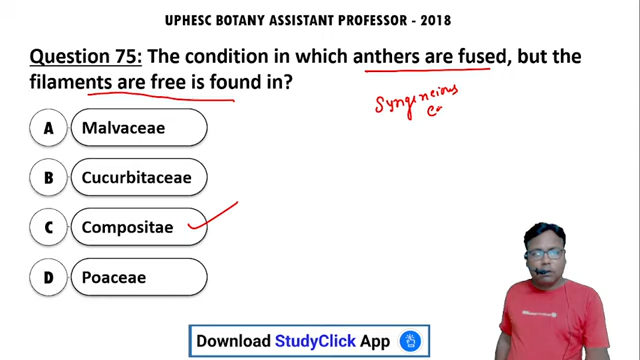 UPHESC BOTANY ASSISTANT PROFESSOR - 2018
Question 75: The condition in which anthers are fused, but the
filaments are free is found in?
Syngenesious
A Malvaceae
B Cucurbitaceae
C Compositae
D Poaceae
Download StudyClick App